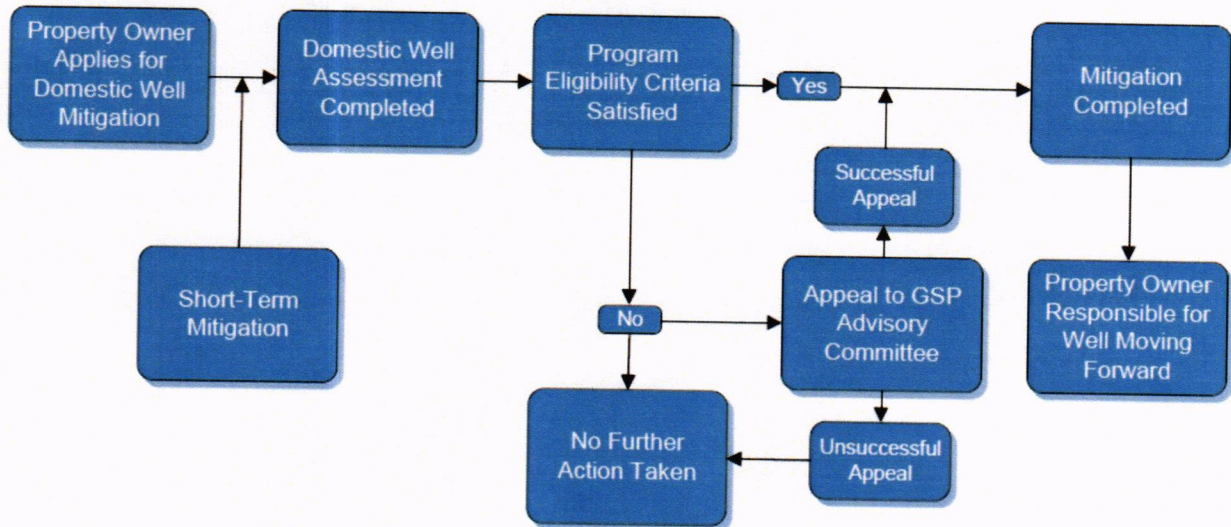 Property Owner
Applies for
Domestic Well
Mitigation
Domestic Well
Assessment
Completed
Program
Eligibility Criteria
Satisfied
Yes
Mitigation
Completed
Successful
Appeal
Short-Term
Mitigation
No
Appeal to GSP
Advisory
Committee
Property Owner
Responsible for
Well Moving
Forward
No Further
Action Taken
Unsuccessful
Appeal